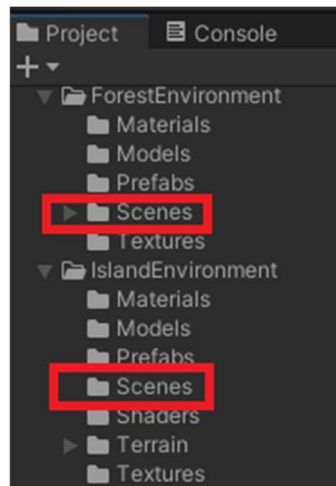 Project Console
ForestEnvironment
Materials
Models
Prefabs
Scenes
Textures
IslandEnvironment
Materials
Models
Prefabs
Scenes
Shaders
Terrain
Textures